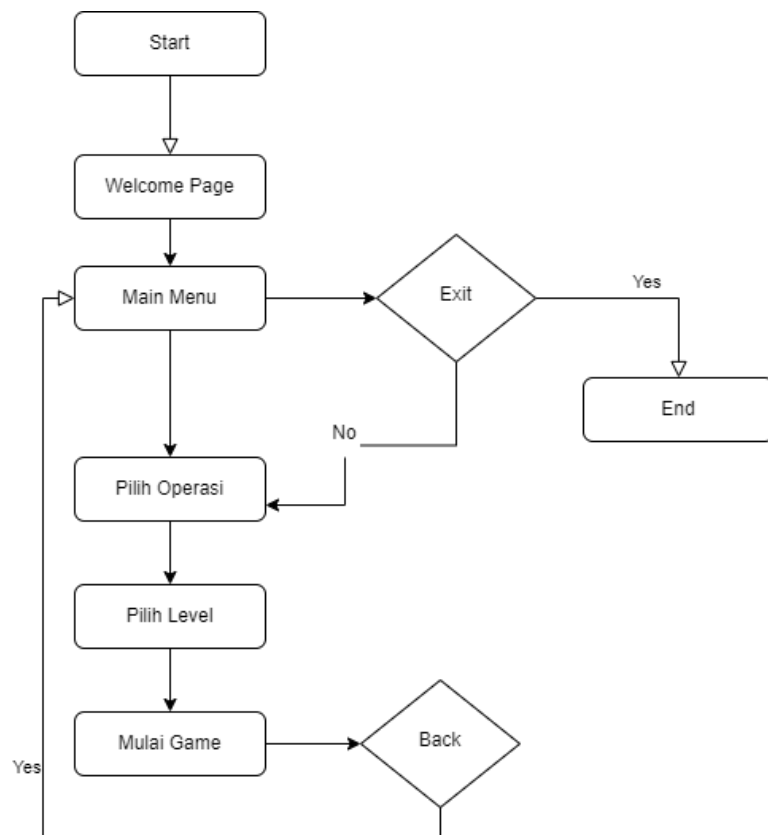 Start
Welcome Page
Main Menu
Exit
Yes
End
No
Pilih Operasi
Pilih Level
Mulai Game
Back
Yes